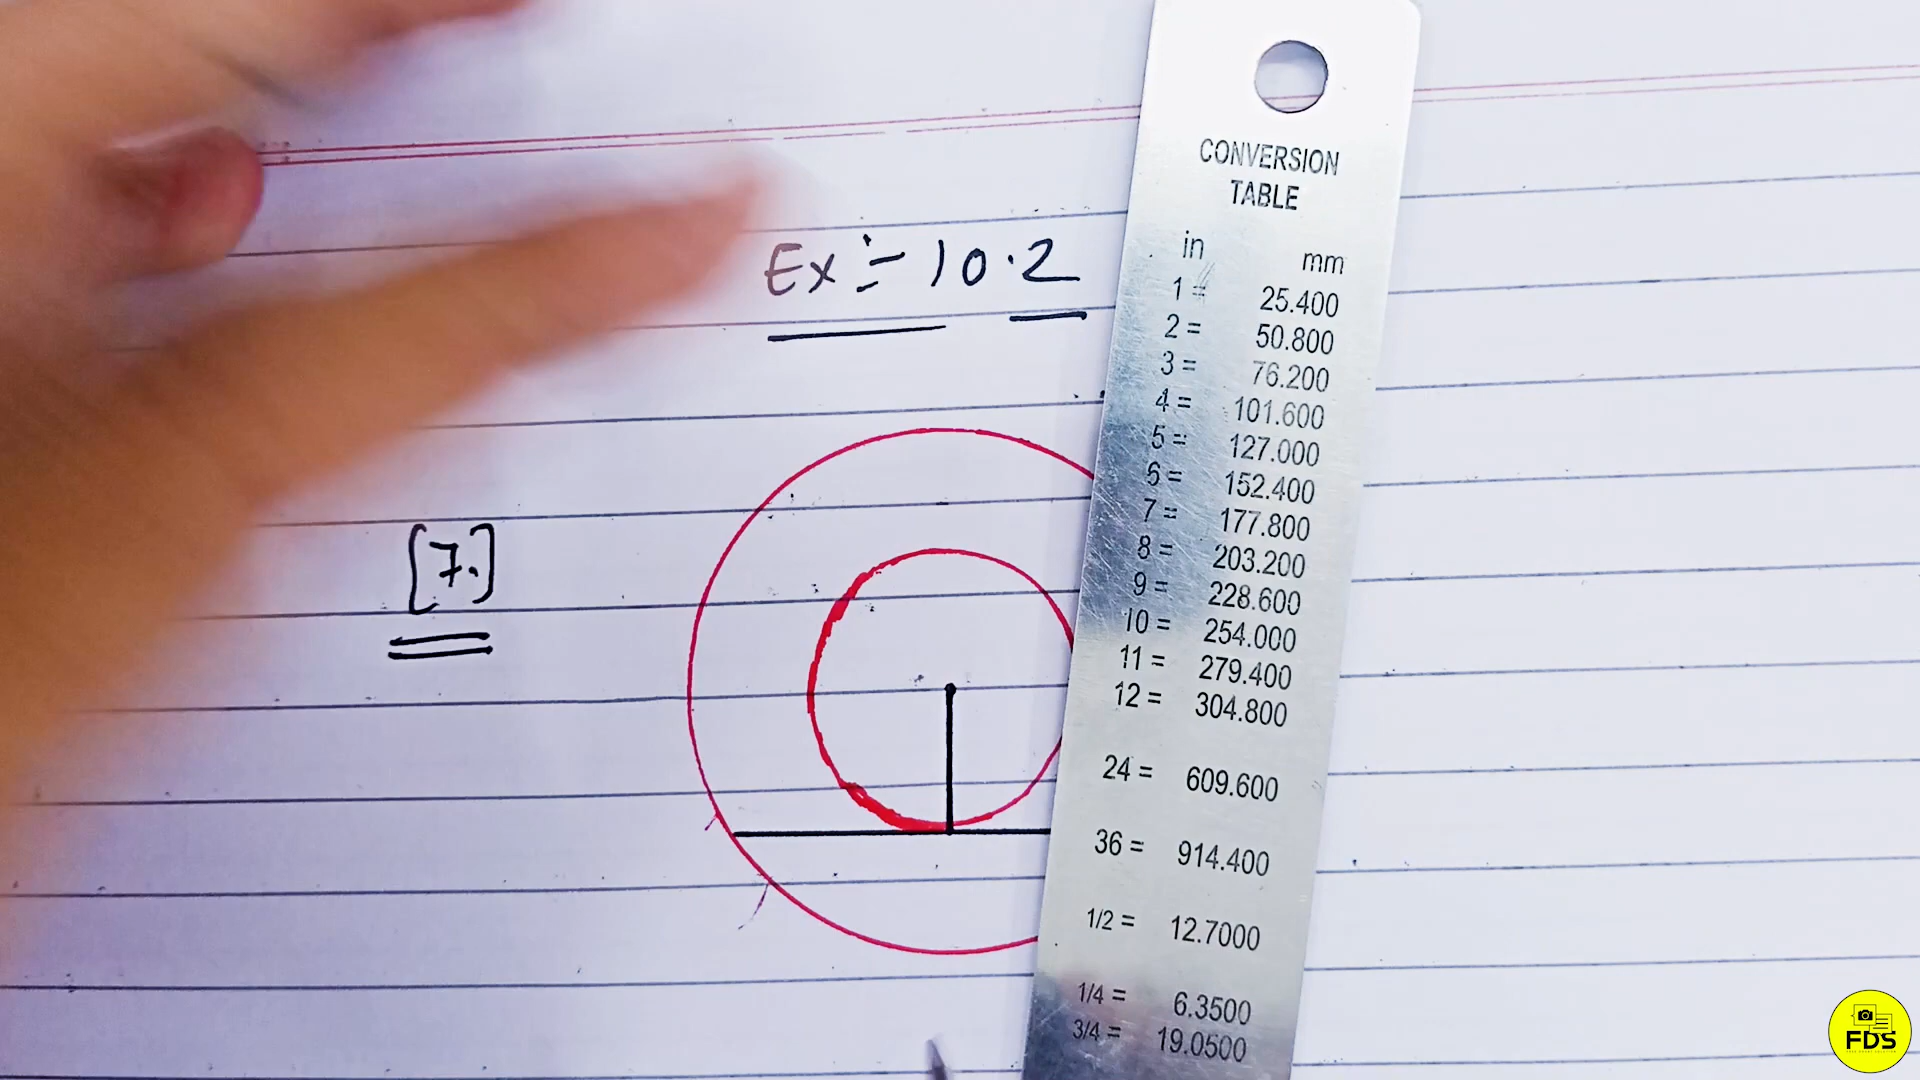 Ex:- 10.2
[7.]
CONVERSION
TABLE
in mm
1 = 25.400
2 = 50.800
3 = 76.200
4 = 101.600
5 = 127.000
6 = 152.400
7 = 177.800
8 = 203.200
9 = 228.600
10 = 254.000
11 = 279.400
12 = 304.800
24 = 609.600
36 = 914.400
1/2 = 12.7000
1/4 = 6.3500
3/4 = 19.0500
FDS